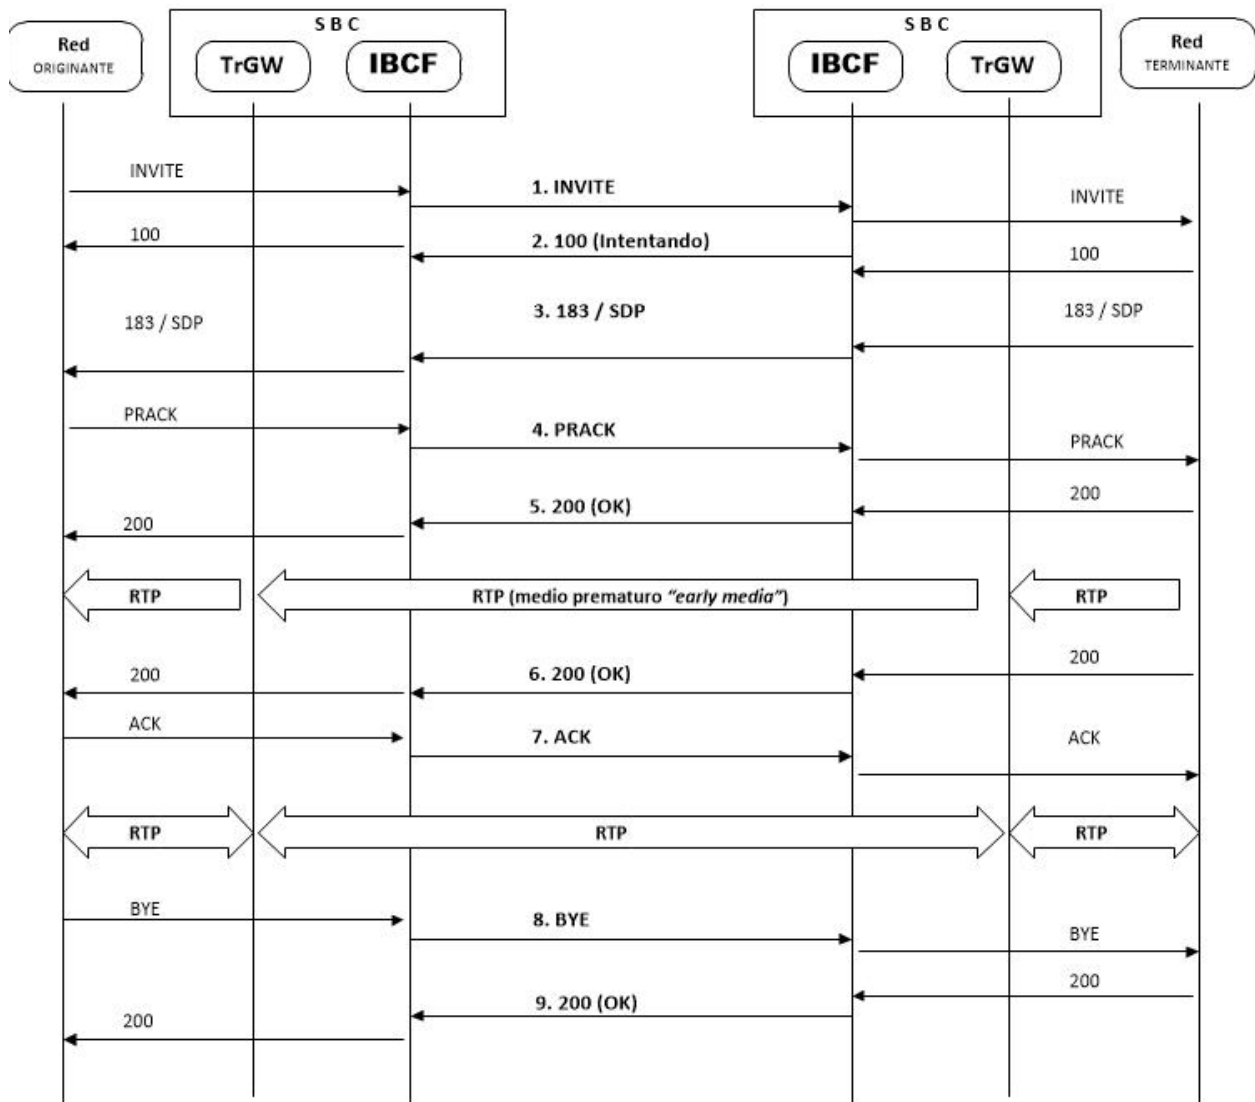 S B C
S B C
Red
ORIGINANTE
TrGW
IBCF
IBCF
TrGW
Red
TERMINANTE
INVITE
1. INVITE
INVITE
100
2. 100 (Intentando)
100
183 / SDP
3. 183 / SDP
183 / SDP
PRACK
4. PRACK
PRACK
200
5. 200 (OK)
200
RTP
RTP (medio prematuro “early media”)
RTP
200
6. 200 (OK)
200
ACK
7. ACK
ACK
RTP
RTP
RTP
BYE
8. BYE
BYE
200
9. 200 (OK)
200